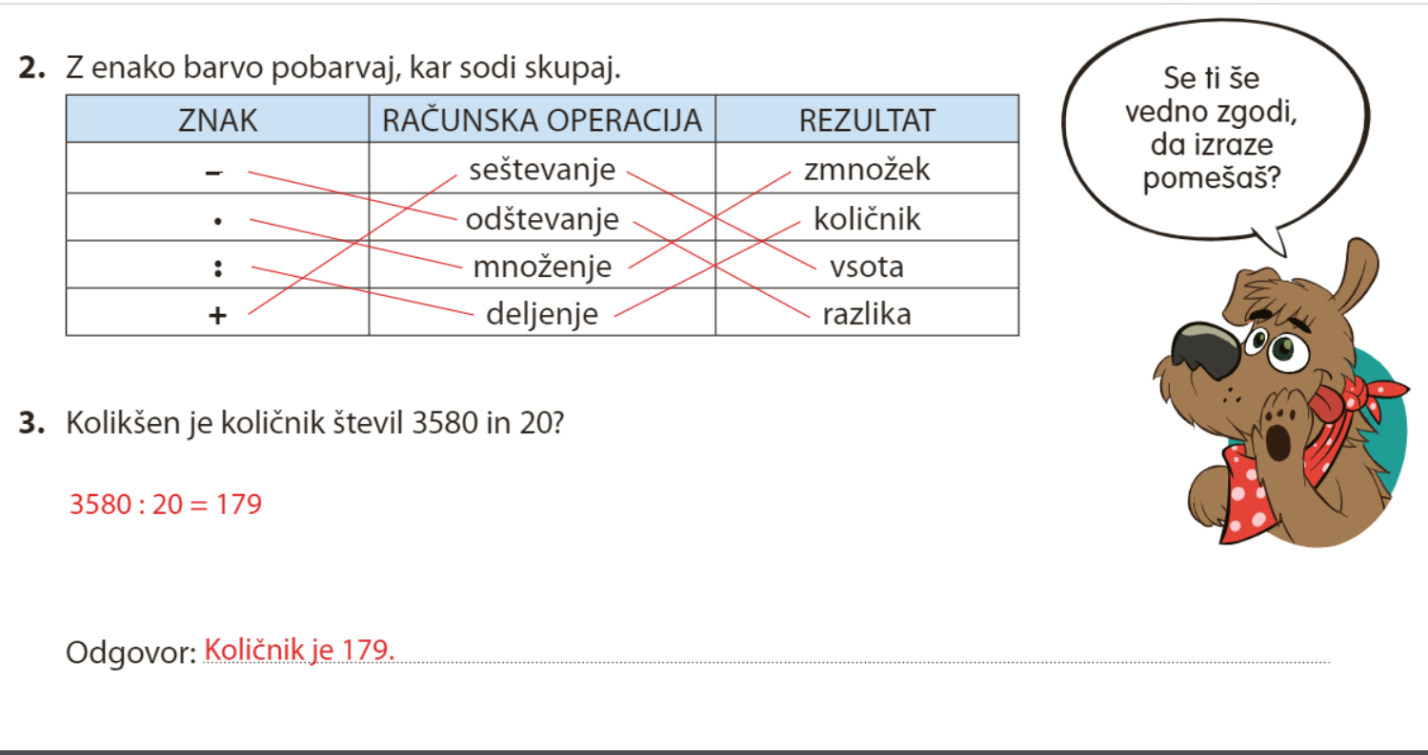 2. Z enako barvo pobarvaj, kar sodi skupaj.
ZNAK RAČUNSKA OPERACIJA REZULTAT
– seštevanje zmnožek
· odštevanje količnik
: množenje vsota
+ deljenje razlika
Se ti še
vedno zgodi,
da izraze
pomešaš?
3. Kolikšen je količnik števil 3580 in 20?
3580 : 20 = 179
Odgovor: Količnik je 179.